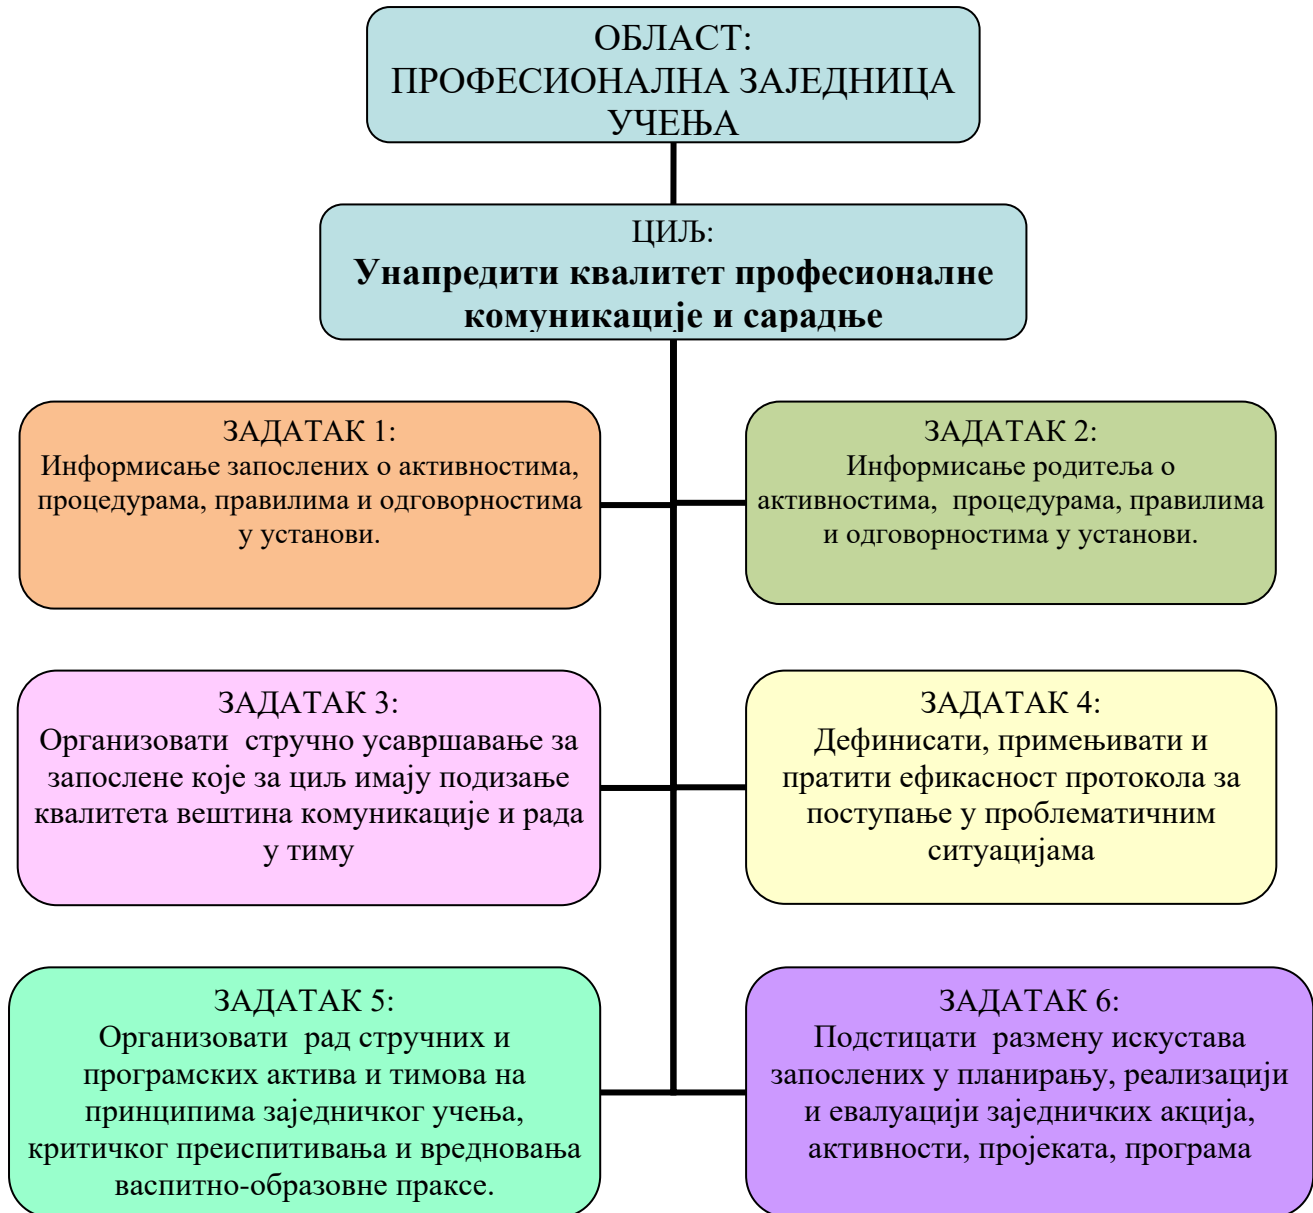 ОБЛАСТ:
ПРОФЕСИОНАЛНА ЗАЈЕДНИЦА
УЧЕЊА
ЦИЉ:
Унапредити квалитет професионалне
комуникације и сарадње
ЗАДАТАК 1:
Информисање запослених о активностима,
процедурама, правилима и одговорностима
у установи.
ЗАДАТАК 2:
Информисање родитеља о
активностима, процедурама, правилима
и одговорностима у установи.
ЗАДАТАК 3:
Организовати стручно усавршавање за
запослене које за циљ имају подизање
квалитета вештина комуникације и рада
у тиму
ЗАДАТАК 4:
Дефинисати, примењивати и
пратити ефикасност протокола за
поступање у проблематичним
ситуацијама
ЗАДАТАК 5:
Организовати рад стручних и
програмских актива и тимова на
принципима заједничког учења,
критичког преиспитивања и вредновања
васпитно-образовне праксе.
ЗАДАТАК 6:
Подстицати размену искустава
запослених у планирању, реализацији
и евалуацији заједничких акција,
активности, пројеката, програма